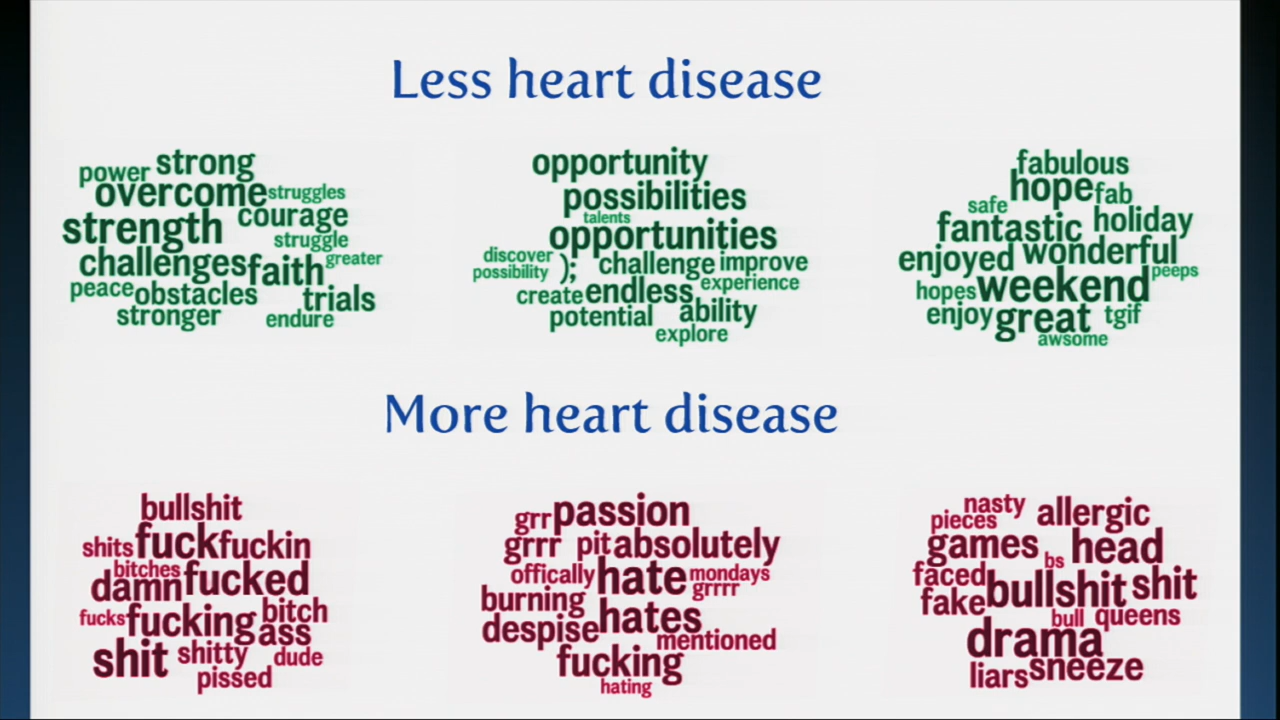 Less heart disease
power strong
overcome struggles
strength courage
struggle
challenges faith greater
peace obstacles trials
stronger endure
opportunity
possibilities
talents
opportunities
discover ); challenge improve
possibility experience
create endless
potential ability
explore
fabulous
hope fab
safe
fantastic holiday
enjoyed wonderful
peeps
hopes weekend
enjoy great tgif
awsome
More heart disease
bullshit
shits fuck fuckin
bitches
damn fucked
fucks fucking bitch
ass
shit shitty dude
pissed
grr passion
grrr pit absolutely
offically hate mondays
grrrr
burning hates
despise mentioned
fucking
hating
nasty
pieces allergic
games bs head
faced bullshit shit
fake bull queens
drama
liars sneeze